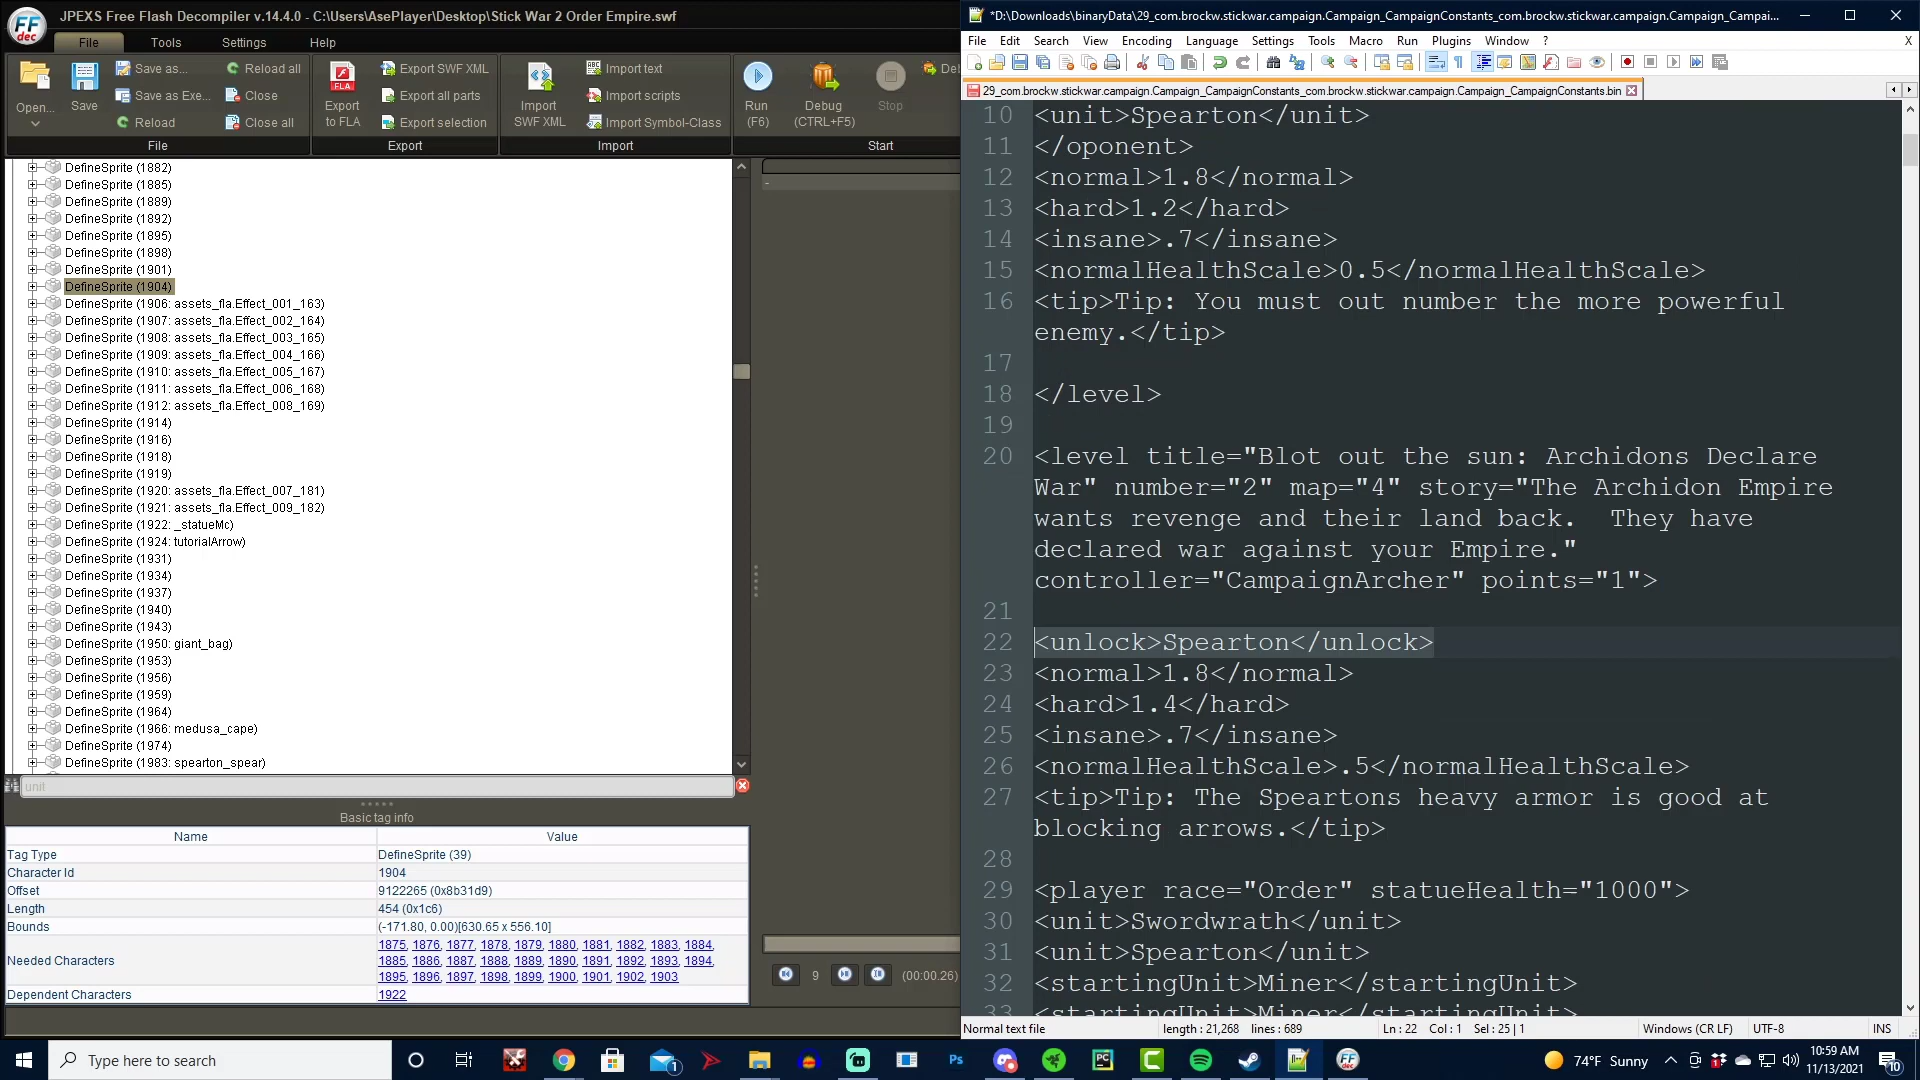 JPEXS Free Flash Decompiler v.14.4.0 - C:\Users\AsePlayer\Desktop\Stick War 2 Order Empire.swf
FF
dec
File Tools Settings Help
Open... Save Save as... Save as Exe... Reload Reload all Close Close all
File
Export to FLA Export SWF XML Export all parts Export selection
Export
Import SWF XML Import text Import scripts Import Symbol-Class
Import
Run (F6) Debug (CTRL+F5) Stop
Start
DefineSprite (1882)
DefineSprite (1885)
DefineSprite (1889)
DefineSprite (1892)
DefineSprite (1895)
DefineSprite (1898)
DefineSprite (1901)
DefineSprite (1904)
DefineSprite (1906: assets_fla.Effect_001_163)
DefineSprite (1907: assets_fla.Effect_002_164)
DefineSprite (1908: assets_fla.Effect_003_165)
DefineSprite (1909: assets_fla.Effect_004_166)
DefineSprite (1910: assets_fla.Effect_005_167)
DefineSprite (1911: assets_fla.Effect_006_168)
DefineSprite (1912: assets_fla.Effect_008_169)
DefineSprite (1914)
DefineSprite (1916)
DefineSprite (1918)
DefineSprite (1919)
DefineSprite (1920: assets_fla.Effect_007_181)
DefineSprite (1921: assets_fla.Effect_009_182)
DefineSprite (1922: _statueMc)
DefineSprite (1924: tutorialArrow)
DefineSprite (1931)
DefineSprite (1934)
DefineSprite (1937)
DefineSprite (1940)
DefineSprite (1943)
DefineSprite (1950: giant_bag)
DefineSprite (1953)
DefineSprite (1956)
DefineSprite (1959)
DefineSprite (1964)
DefineSprite (1966: medusa_cape)
DefineSprite (1974)
DefineSprite (1983: spearton_spear)
unit
Basic tag info
Name Value
Tag Type DefineSprite (39)
Character Id 1904
Offset 9122265 (0x8b31d9)
Length 454 (0x1c6)
Bounds (-171.80, 0.00)[630.65 x 556.10]
Needed Characters 1875, 1876, 1877, 1878, 1879, 1880, 1881, 1882, 1883, 1884,
1885, 1886, 1887, 1888, 1889, 1890, 1891, 1892, 1893, 1894,
1895, 1896, 1897, 1898, 1899, 1900, 1901, 1902, 1903
Dependent Characters 1922
9 (00:00.26)
*D:\Downloads\binaryData\29_com.brockw.stickwar.campaign.Campaign_CampaignConstants_com.brockw.stickwar.campaign.Campaign_Campai...
File Edit Search View Encoding Language Settings Tools Macro Run Plugins Window ? X
29_com.brockw.stickwar.campaign.Campaign_CampaignConstants_com.brockw.stickwar.campaign.Campaign_CampaignConstants.bin
10 <unit>Spearton</unit>
11 </oponent>
12 <normal>1.8</normal>
13 <hard>1.2</hard>
14 <insane>.7</insane>
15 <normalHealthScale>0.5</normalHealthScale>
16 <tip>Tip: You must out number the more powerful
enemy.</tip>
17
18 </level>
19
20 <level title="Blot out the sun: Archidons Declare
War" number="2" map="4" story="The Archidon Empire
wants revenge and their land back.  They have
declared war against your Empire."
controller="CampaignArcher" points="1">
21
22 <unlock>Spearton</unlock>
23 <normal>1.8</normal>
24 <hard>1.4</hard>
25 <insane>.7</insane>
26 <normalHealthScale>.5</normalHealthScale>
27 <tip>Tip: The Speartons heavy armor is good at
blocking arrows.</tip>
28
29 <player race="Order" statueHealth="1000">
30 <unit>Swordwrath</unit>
31 <unit>Spearton</unit>
32 <startingUnit>Miner</startingUnit>
33 <startingUnit>Miner</startingUnit>
Normal text file length : 21,268 lines : 689 Ln : 22 Col : 1 Sel : 25 | 1 Windows (CR LF) UTF-8 INS
Type here to search
74°F Sunny
10:59 AM
11/13/2021